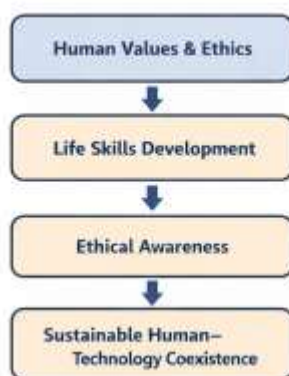 Human Values & Ethics
Life Skills Development
Ethical Awareness
Sustainable Human–
Technology Coexistence